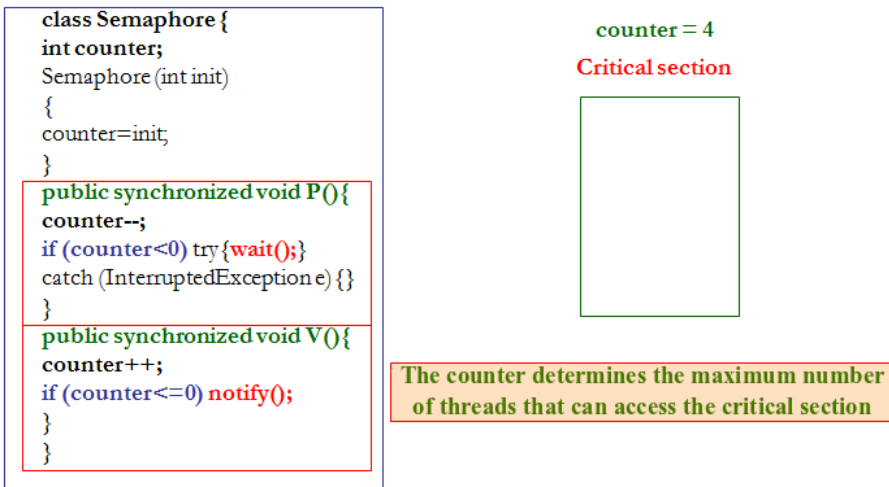 class Semaphore {
int counter;
Semaphore (int init)
{
counter=init;
}
public synchronized void P(){
counter--;
if (counter<0) try{wait();}
catch (InterruptedException e) {}
}
public synchronized void V(){
counter++;
if (counter<=0) notify();
}
}
counter = 4
Critical section
The counter determines the maximum number
of threads that can access the critical section